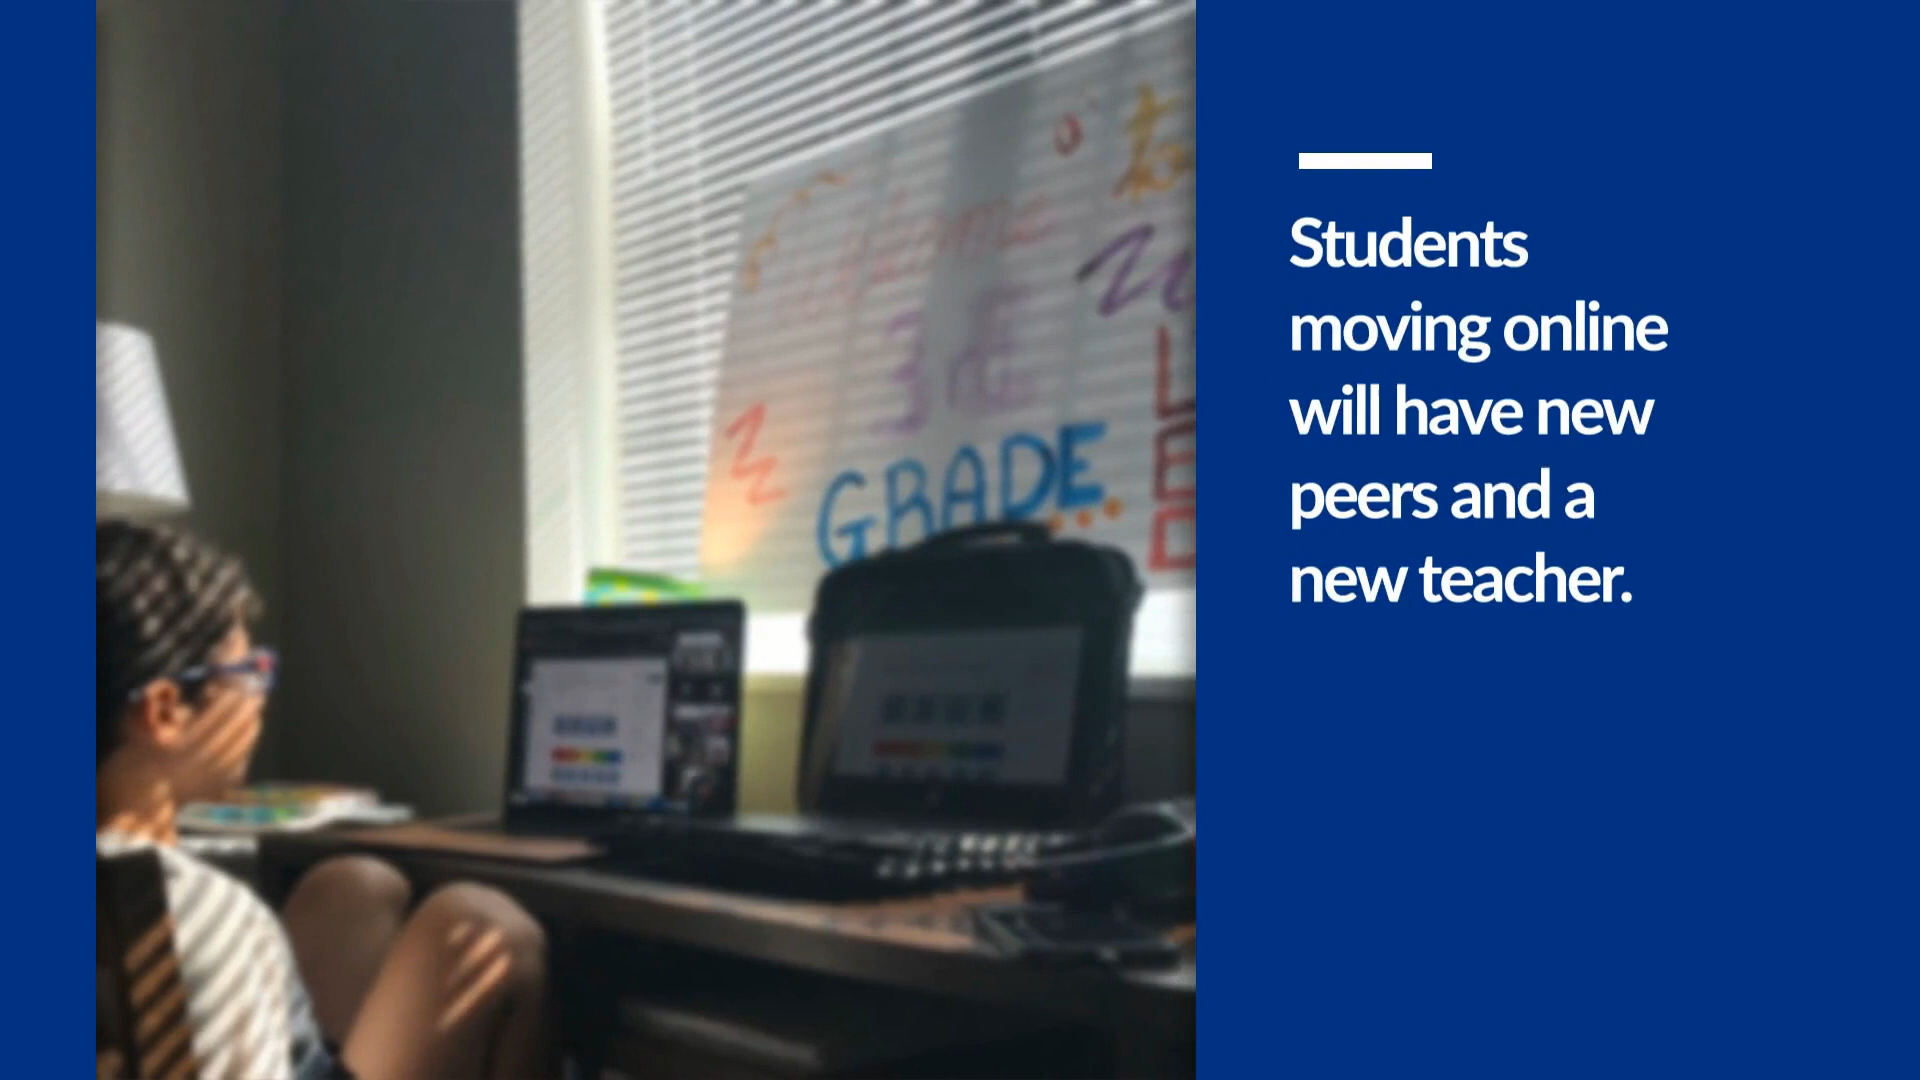 GRADE...
Students
moving online
will have new
peers and a
new teacher.